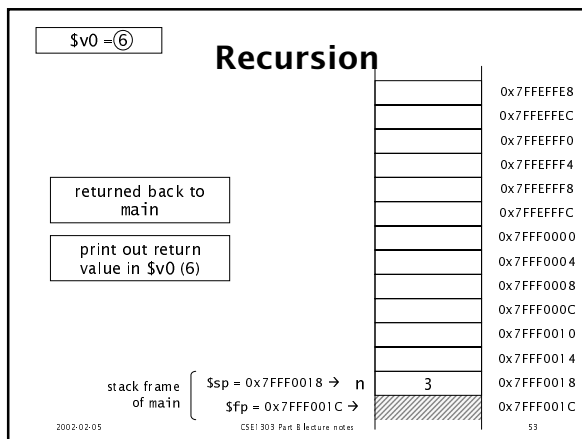 $v0 = 6
Recursion
0x7FFEFFE8
0x7FFEFFEC
0x7FFEFFF0
0x7FFEFFF4
0x7FFEFFF8
0x7FFEFFFC
0x7FFF0000
0x7FFF0004
0x7FFF0008
0x7FFF000C
0x7FFF0010
0x7FFF0014
returned back to
main
print out return
value in $v0 (6)
stack frame
of main
$sp = 0x7FFF0018 → n 3 0x7FFF0018
$fp = 0x7FFF001C → 0x7FFF001C
2002-02-05 CSE1303 Part B lecture notes 53